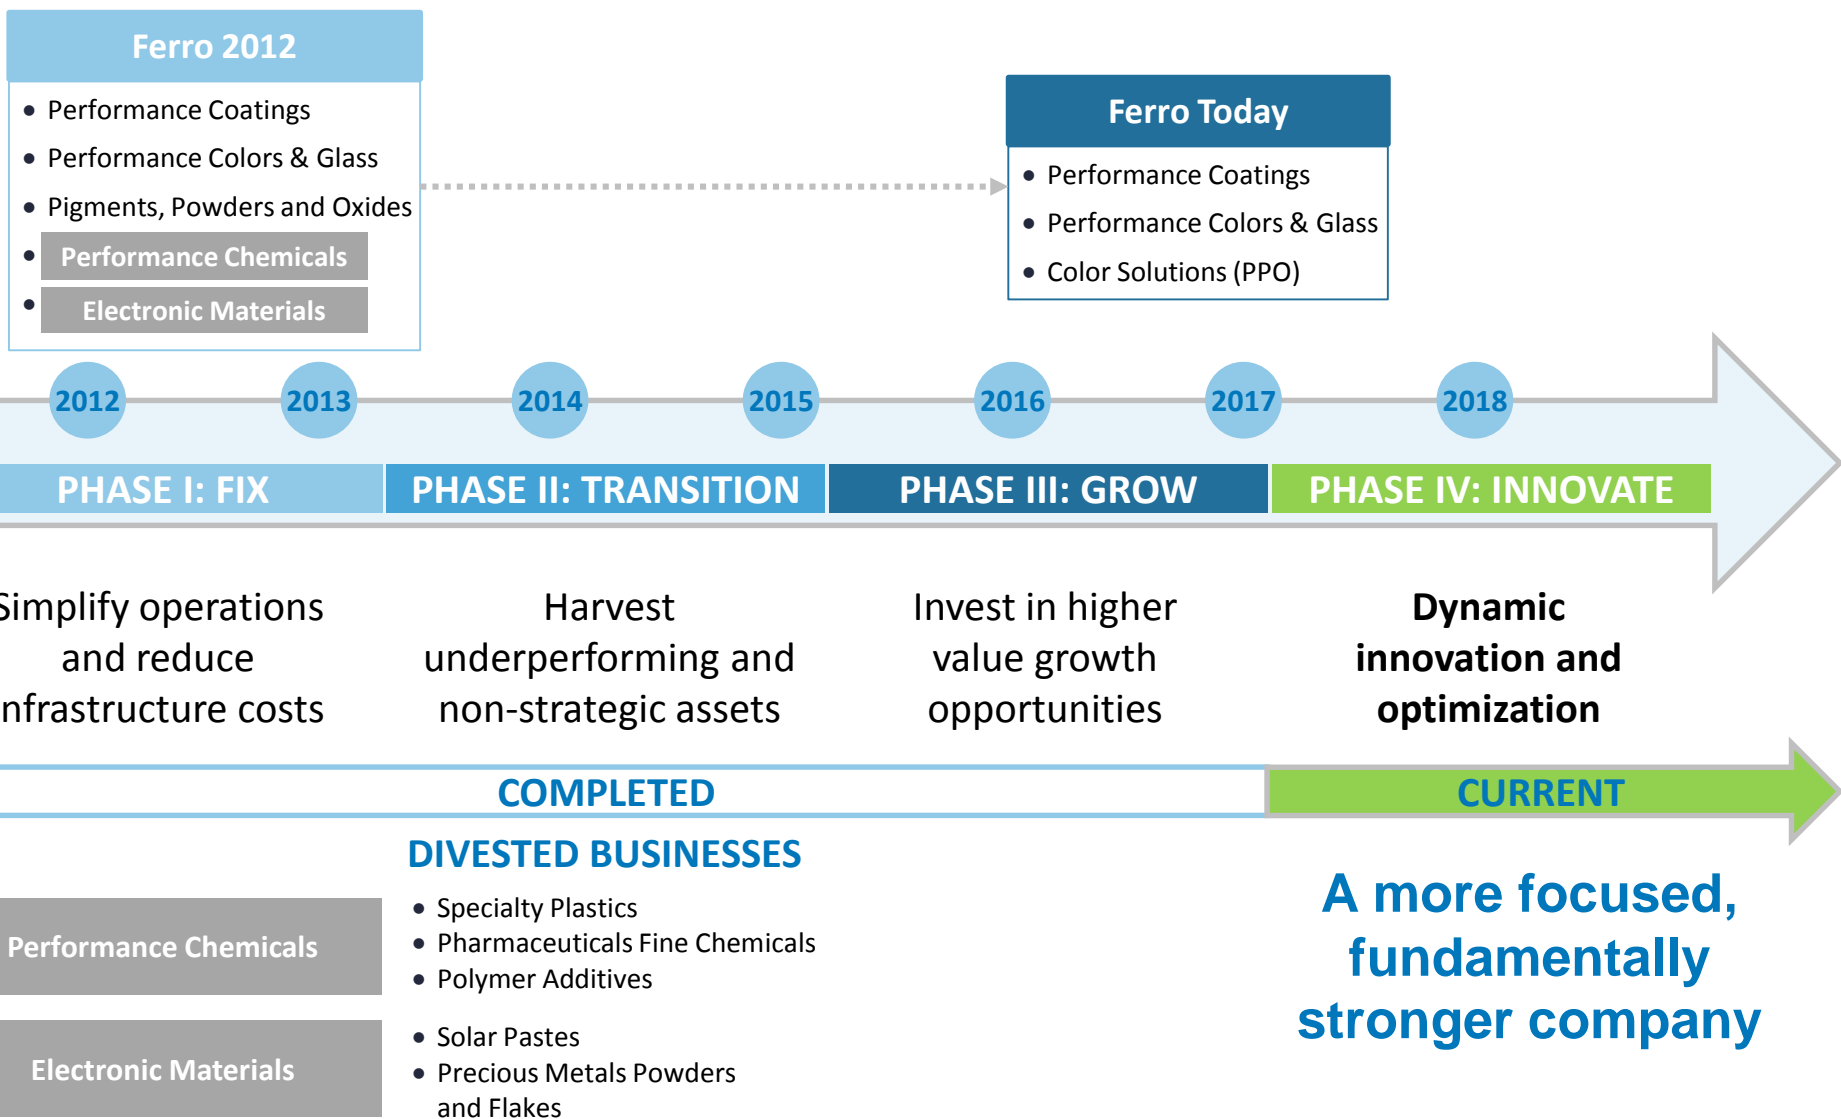 Ferro 2012
• Performance Coatings
• Performance Colors & Glass
• Pigments, Powders and Oxides
• Performance Chemicals
• Electronic Materials
Ferro Today
• Performance Coatings
• Performance Colors & Glass
• Color Solutions (PPO)
2012 2013 2014 2015 2016 2017 2018
PHASE I: FIX PHASE II: TRANSITION PHASE III: GROW PHASE IV: INNOVATE
Simplify operations
and reduce
nfrastructure costs
Harvest
underperforming and
non-strategic assets
Invest in higher
value growth
opportunities
Dynamic
innovation and
optimization
COMPLETED CURRENT
DIVESTED BUSINESSES
Performance Chemicals
• Specialty Plastics
• Pharmaceuticals Fine Chemicals
• Polymer Additives
Electronic Materials
• Solar Pastes
• Precious Metals Powders
and Flakes
A more focused,
fundamentally
stronger company